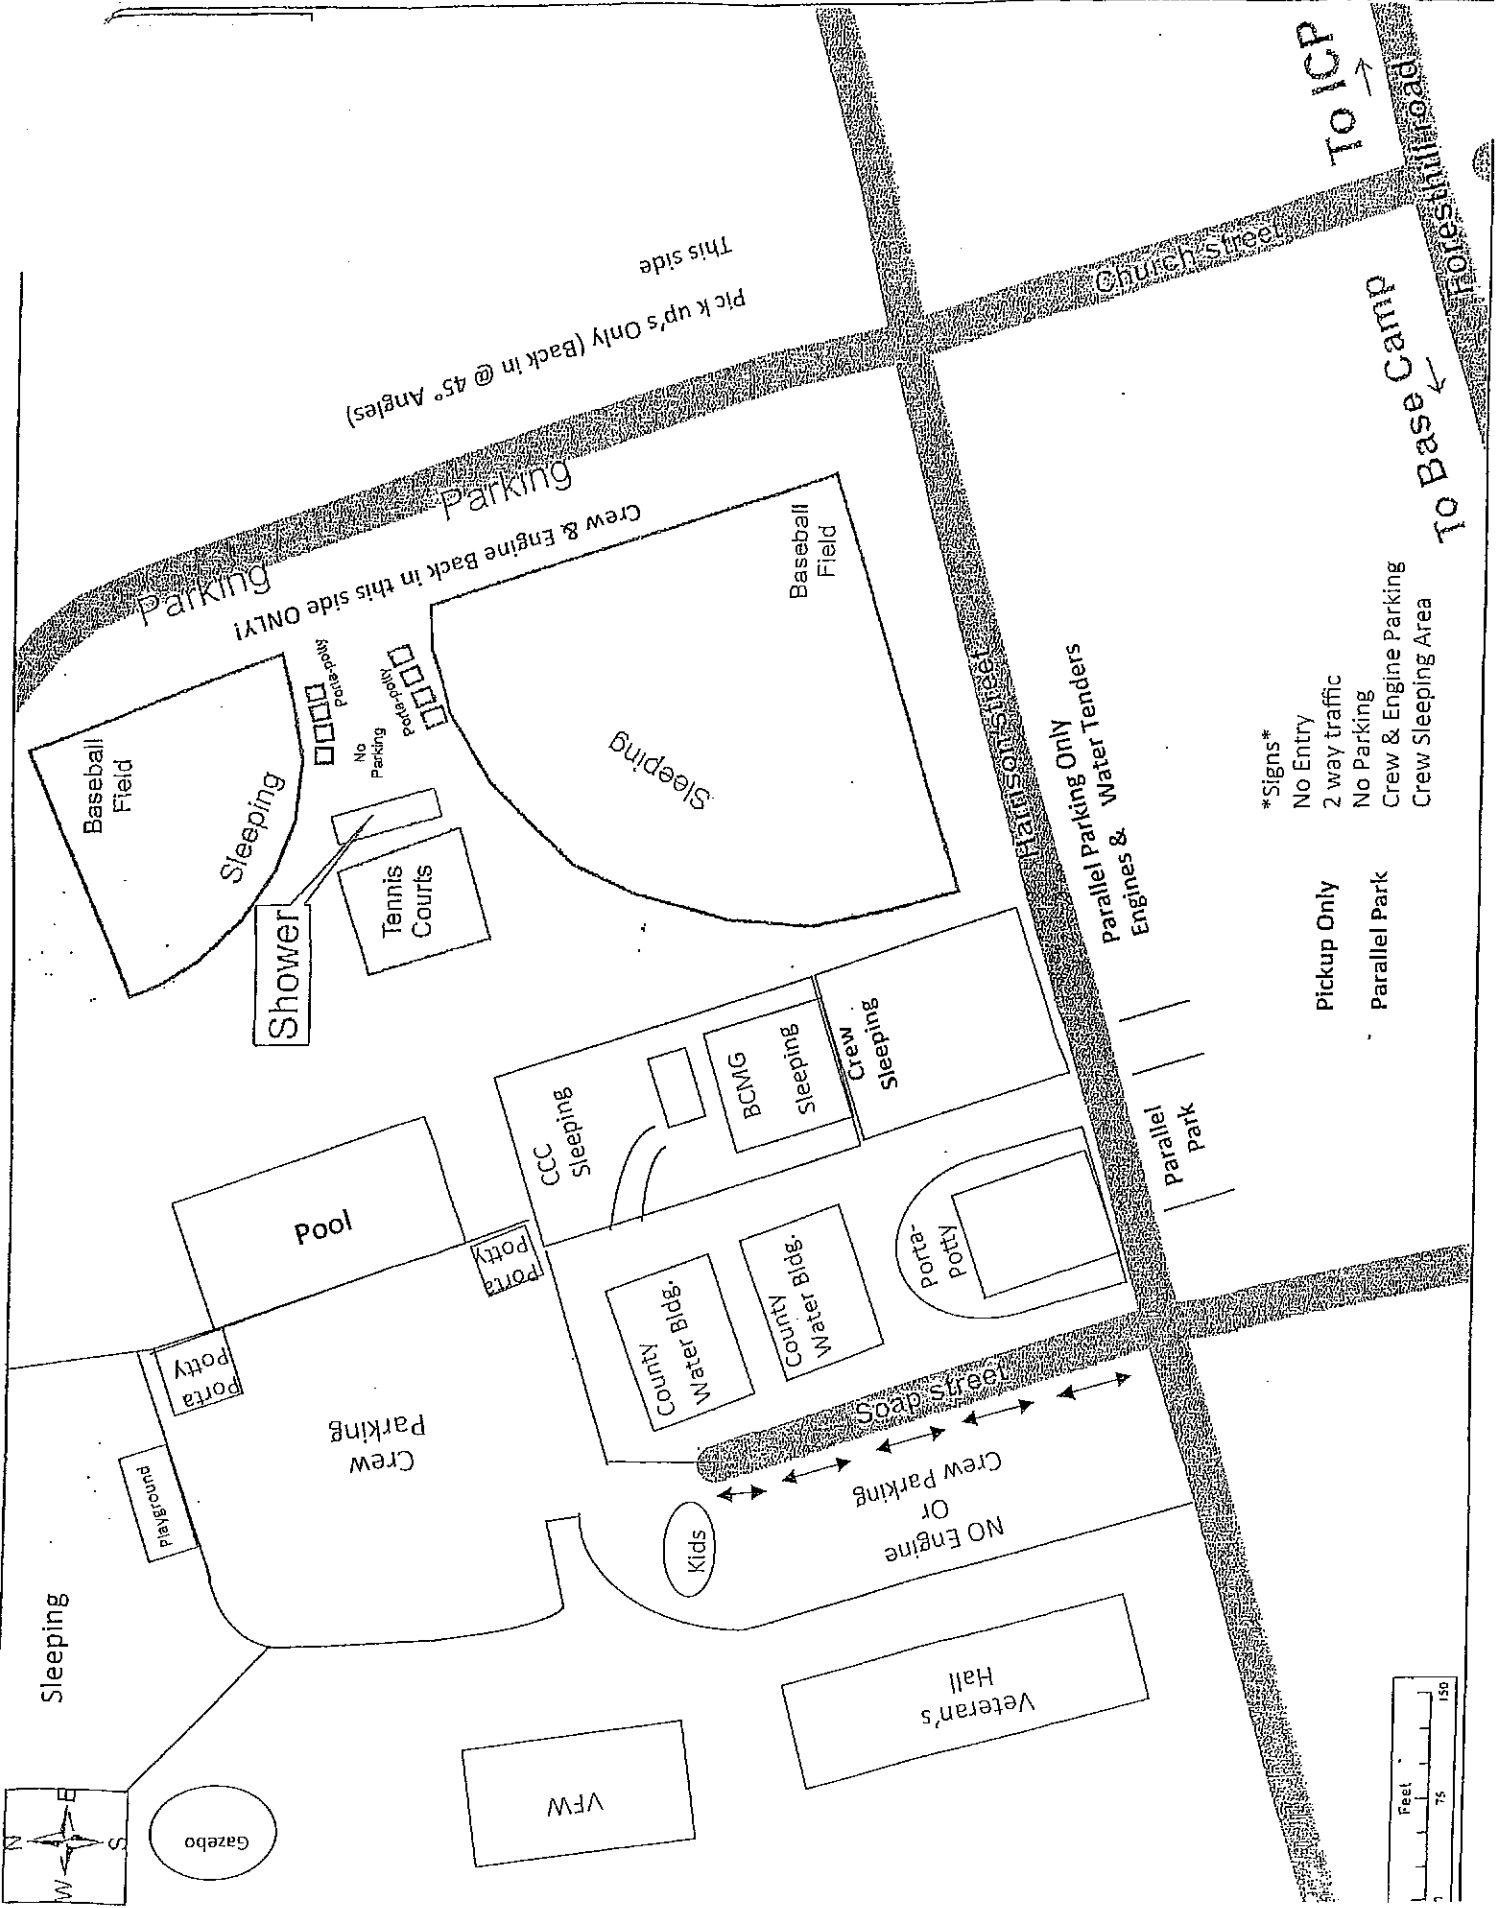 N
W E
S
Gazebo
Sleeping
Playground
Porta
Potty
Crew
Parking
Pool
Porta
Potty
VFW
Veteran's
Hall
Kids
NO Engine
Or
Crew Parking
Soap street
County
Water Bldg.
County
Water Bldg.
Porta-
Potty
CCC
Sleeping
BCMG
Sleeping
Crew
Sleeping
Shower
Tennis
Courts
Baseball
Field
Sleeping
Porta-potty
No
Parking
Porta-potty
Sleeping
Baseball
Field
Parking
Parking
Crew & Engine Back in this side ONLY!
Pick up's Only (Back in @ 45° Angles)
This side
Harrison street
Parallel Parking Only
Engines & Water Tenders
Parallel
Park
Church street
To ICP
→
Foresthill road
To Base Camp
←
*Signs*
No Entry
2 way traffic
No Parking
Crew & Engine Parking
Crew Sleeping Area
Pickup Only
Parallel Park
Feet
75 150